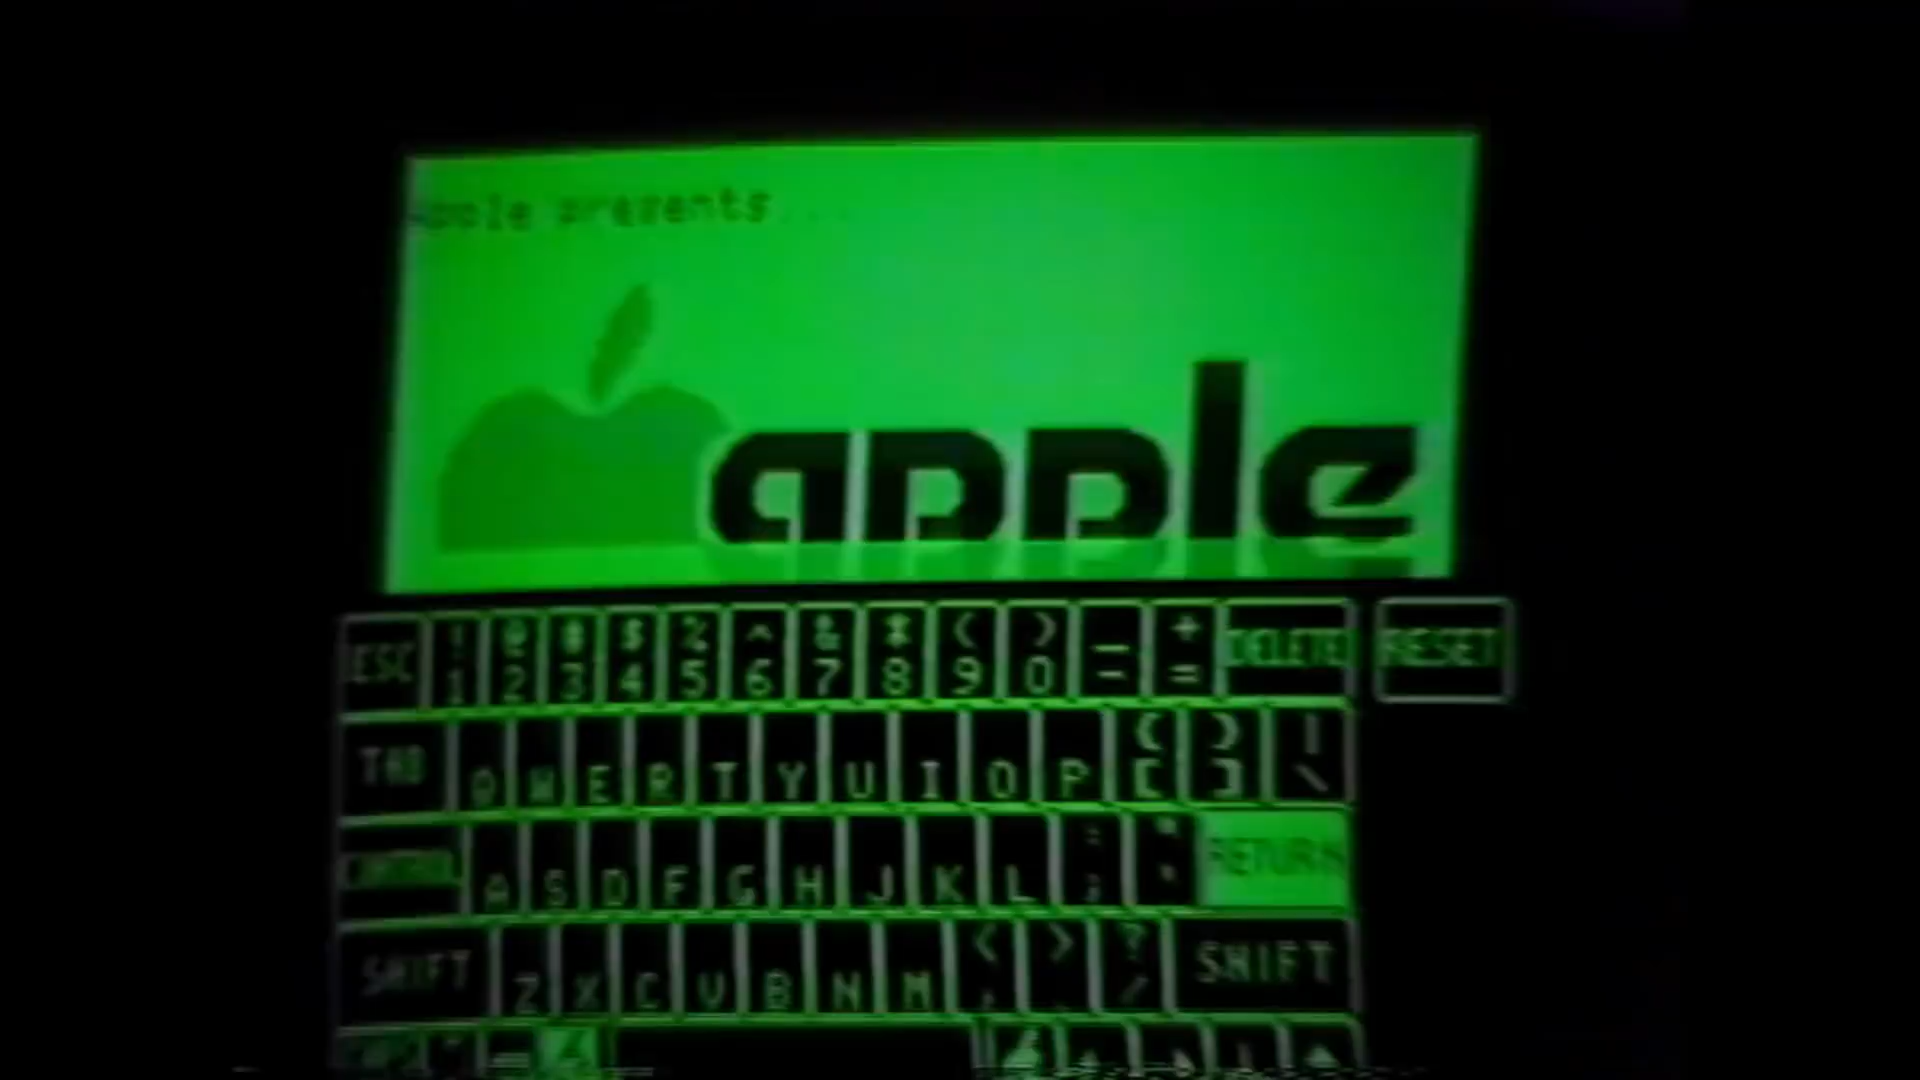 Apple presents...
apple
ESC ! 1 @ 2 # 3 $ 4 % 5 ^ 6 & 7 * 8 ( 9 ) 0 _ - + = DELETE RESET
TAB Q W E R T Y U I O P { [ } ] | \
CONTROL A S D F G H J K L : ; " ' RETURN
SHIFT Z X C V B N M < , > . ? / SHIFT